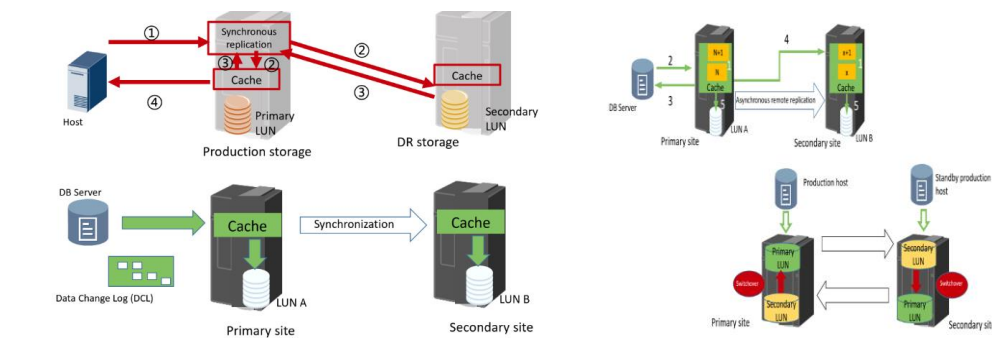 ①
Synchronous
replication
②
③
②
Cache
Cache
③
④
Host
Primary
LUN
Secondary
LUN
Production storage
DR storage
N+1
1
N
Cache
2
3
DB Server
4
x+1
1
x
Cache
5
5
Asynchronous remote replication
LUN A
LUN B
Primary site
Secondary site
DB Server
Cache
Synchronization
Cache
Data Change Log (DCL)
LUN A
LUN B
Primary site
Secondary site
Production host
Standby production
host
Primary
LUN
Secondary
LUN
Switchover
Switchover
Secondary
LUN
Primary
LUN
Primary site
Secondary site